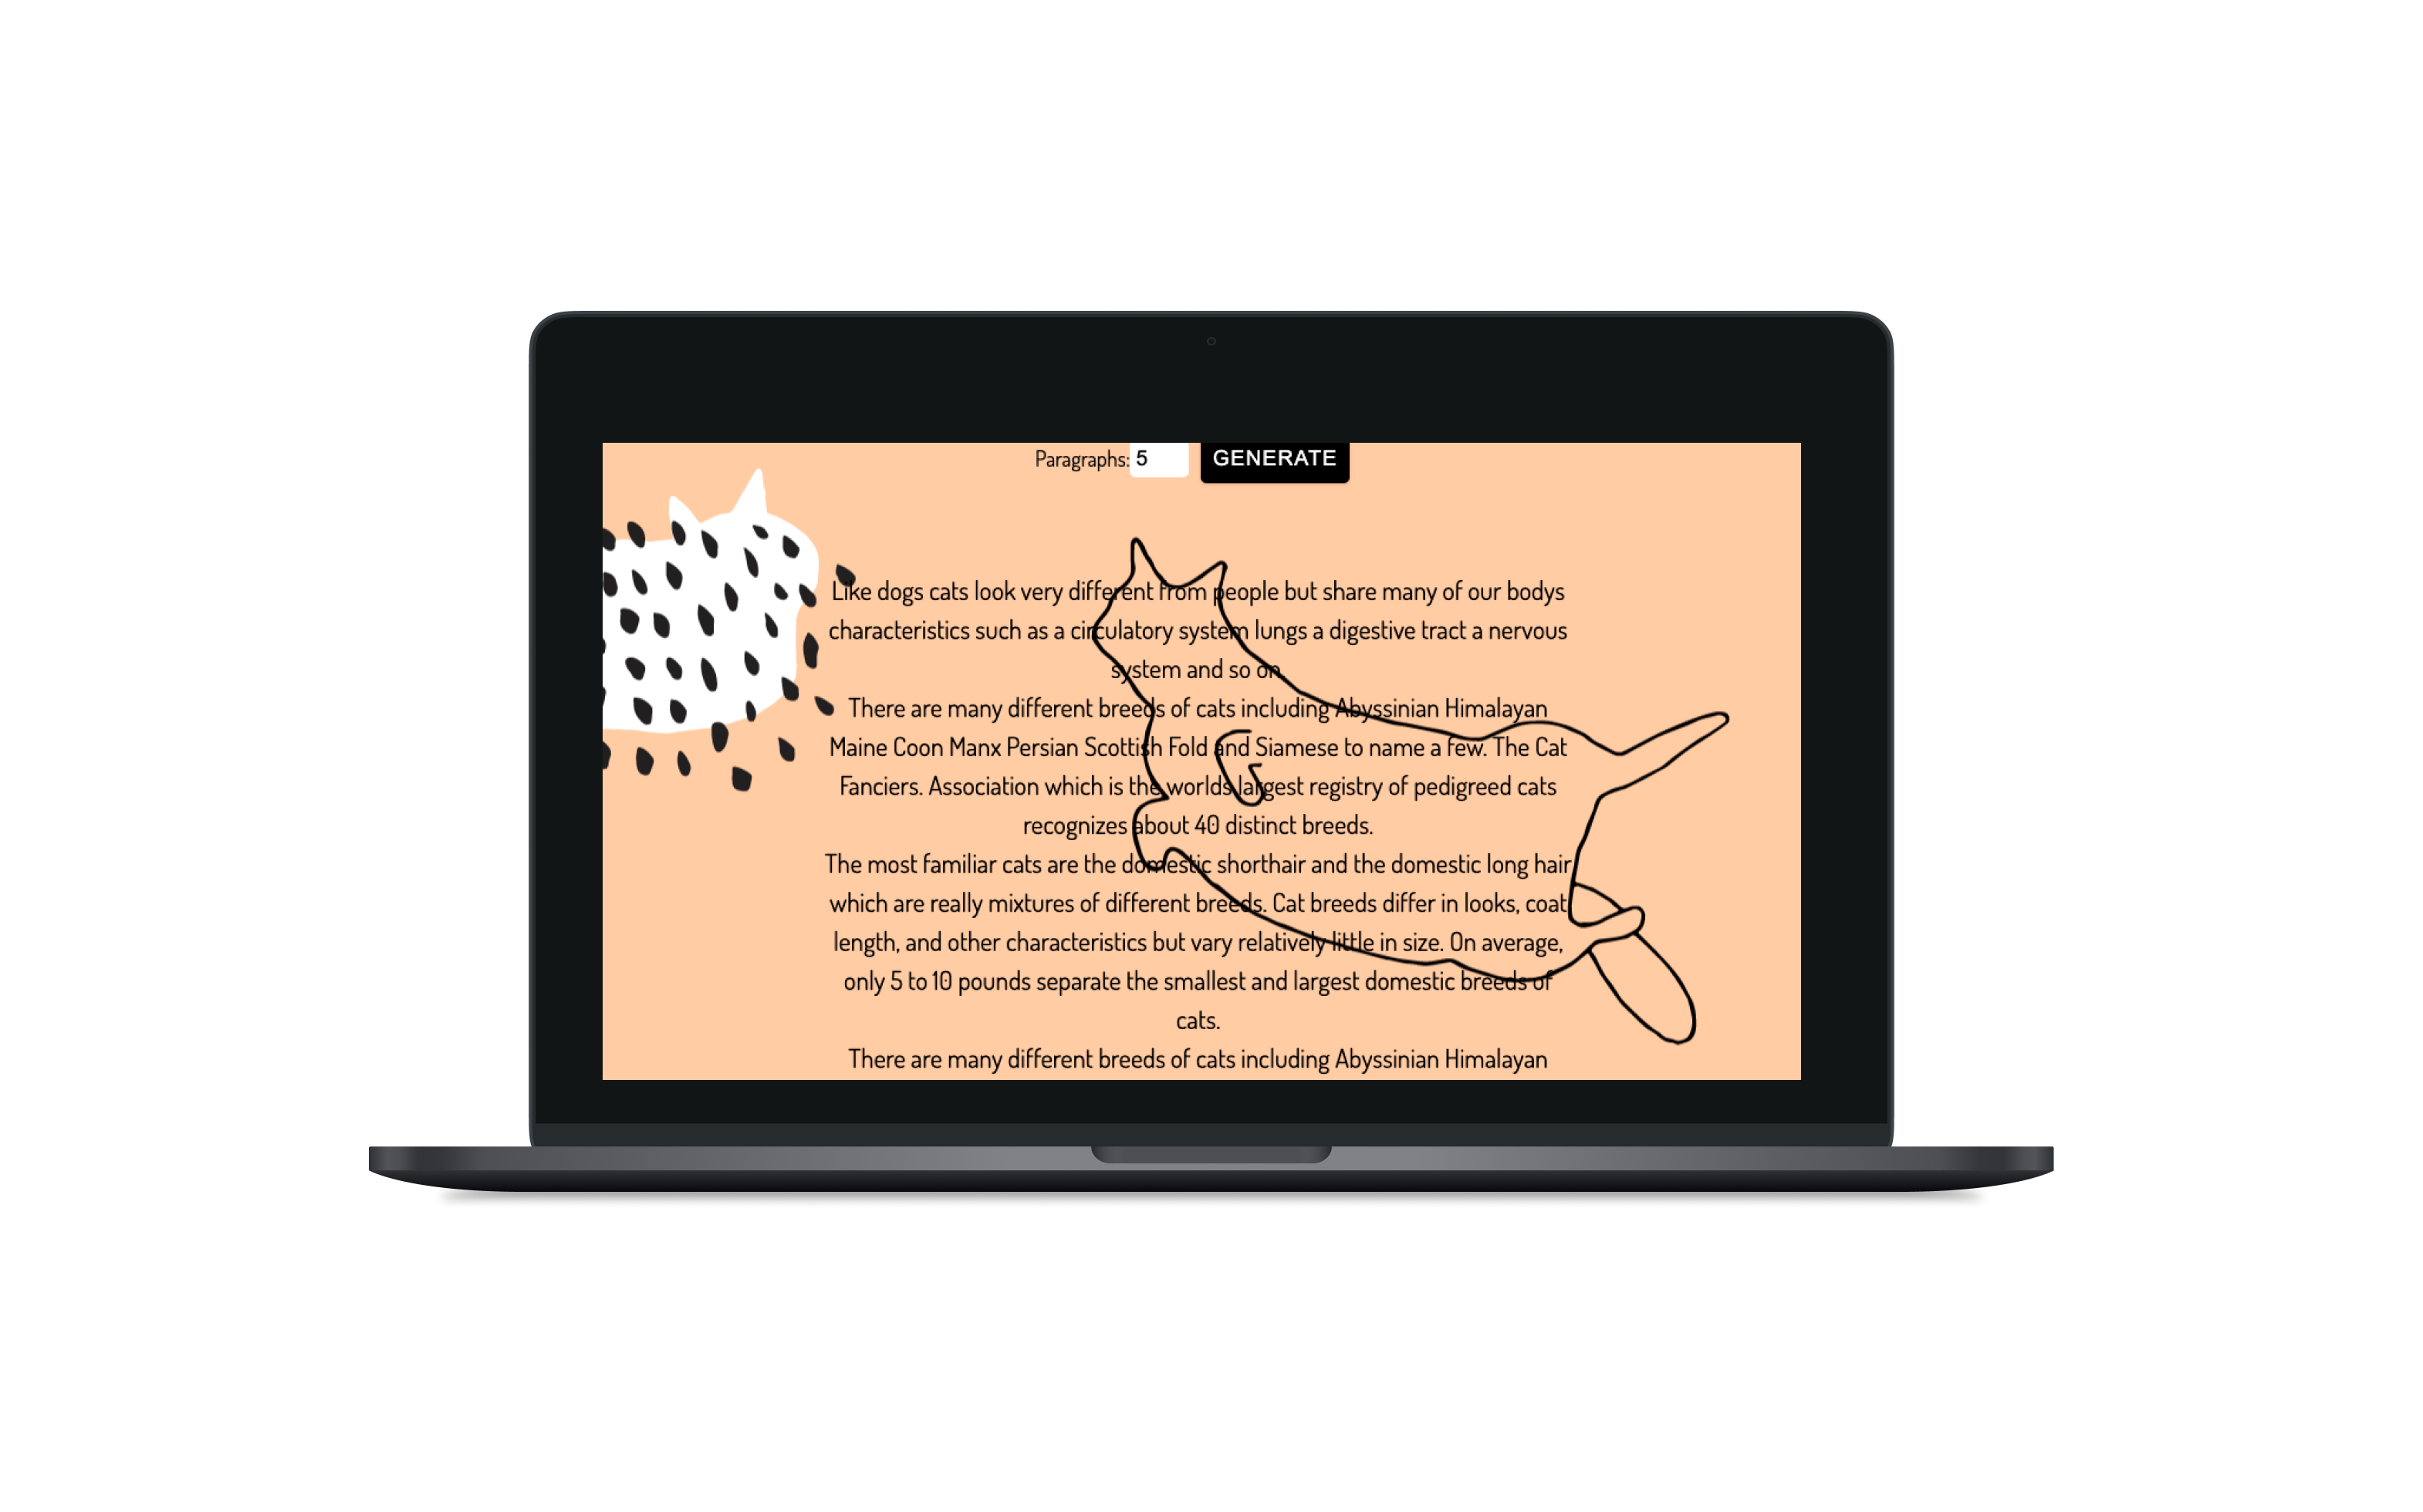 Paragraphs: 5 GENERATE
Like dogs cats look very different from people but share many of our bodys
characteristics such as a circulatory system lungs a digestive tract a nervous
system and so on.
There are many different breeds of cats including Abyssinian Himalayan
Maine Coon Manx Persian Scottish Fold and Siamese to name a few. The Cat
Fanciers. Association which is the worlds largest registry of pedigreed cats
recognizes about 40 distinct breeds.
The most familiar cats are the domestic shorthair and the domestic long hair
which are really mixtures of different breeds. Cat breeds differ in looks, coat
length, and other characteristics but vary relatively little in size. On average,
only 5 to 10 pounds separate the smallest and largest domestic breeds of
cats.
There are many different breeds of cats including Abyssinian Himalayan